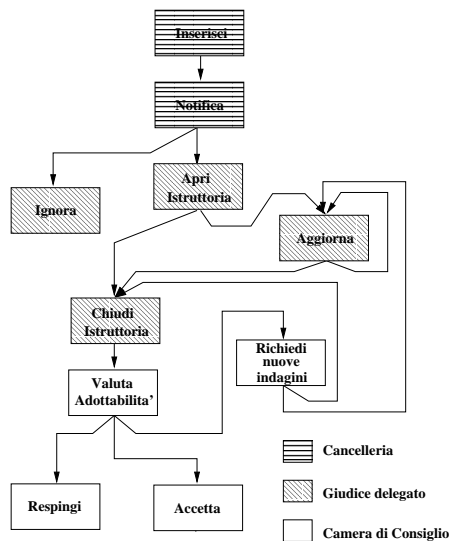 Inserisci
Notifica
Apri
Istruttoria
Ignora
Aggiorna
Chiudi
Istruttoria
Richiedi
nuove
indagini
Valuta
Adottabilita'
Respingi
Accetta
Cancelleria
Giudice delegato
Camera di Consiglio